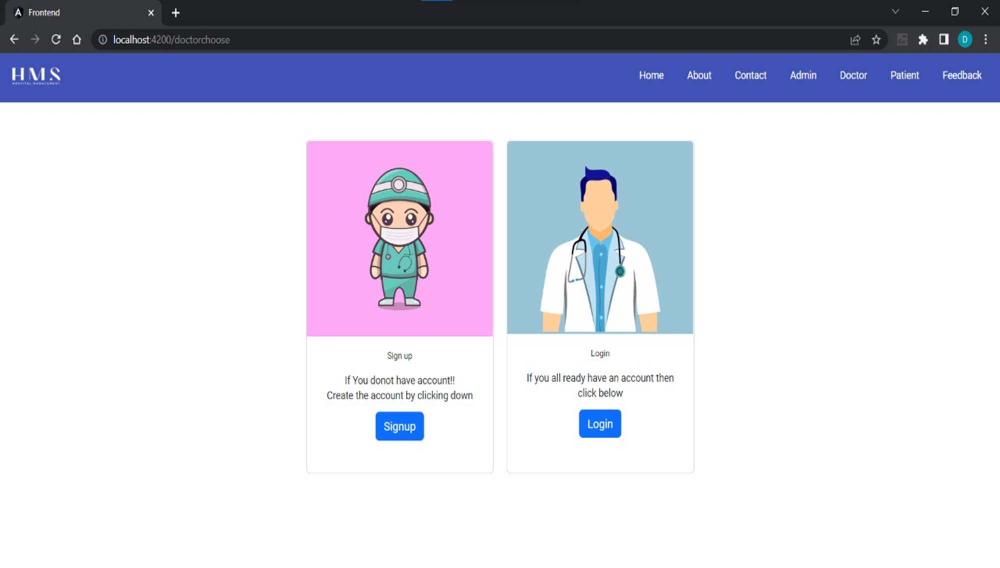 Frontend
localhost:4200/doctorchoose
D
HMS
HOSPITAL MANAGEMENT
Home About Contact Admin Doctor Patient Feedback
Sign up
If You donot have account!!
Create the account by clicking down
Signup
Login
If you all ready have an account then
click below
Login